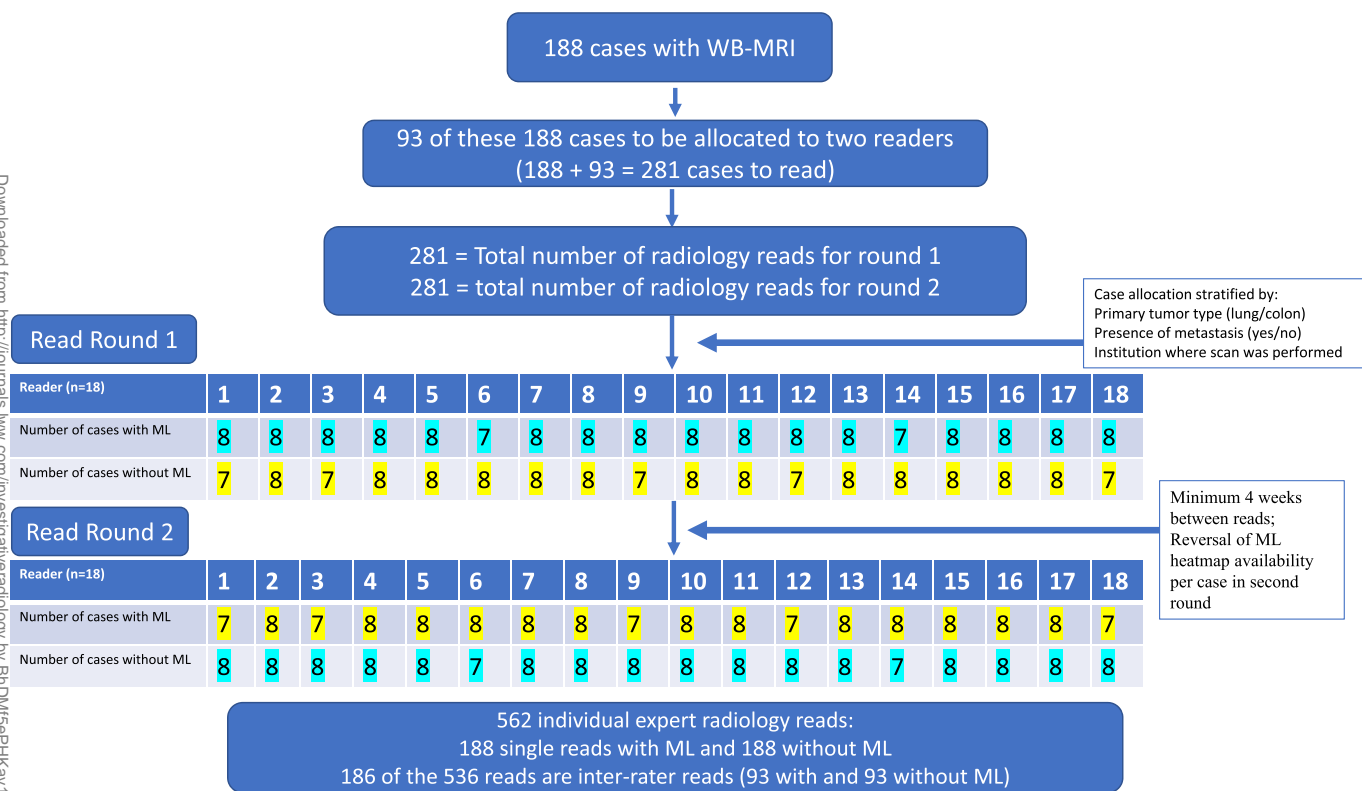 188 cases with WB-MRI
93 of these 188 cases to be allocated to two readers
(188 + 93 = 281 cases to read)
281 = Total number of radiology reads for round 1
281 = total number of radiology reads for round 2
Case allocation stratified by:
Primary tumor type (lung/colon)
Presence of metastasis (yes/no)
Institution where scan was performed
Read Round 1
Reader (n=18) 1 2 3 4 5 6 7 8 9 10 11 12 13 14 15 16 17 18
Number of cases with ML 8 8 8 8 8 7 8 8 8 8 8 8 8 7 8 8 8 8
Number of cases without ML 7 8 7 8 8 8 8 8 7 8 8 7 8 8 8 8 8 7
Minimum 4 weeks
between reads;
Reversal of ML
heatmap availability
per case in second
round
Read Round 2
Reader (n=18) 1 2 3 4 5 6 7 8 9 10 11 12 13 14 15 16 17 18
Number of cases with ML 7 8 7 8 8 8 8 8 7 8 8 7 8 8 8 8 8 7
Number of cases without ML 8 8 8 8 8 7 8 8 8 8 8 8 8 7 8 8 8 8
562 individual expert radiology reads:
188 single reads with ML and 188 without ML
186 of the 536 reads are inter-rater reads (93 with and 93 without ML)
Downloaded from http://journals.lww.com/investigativeradiology by